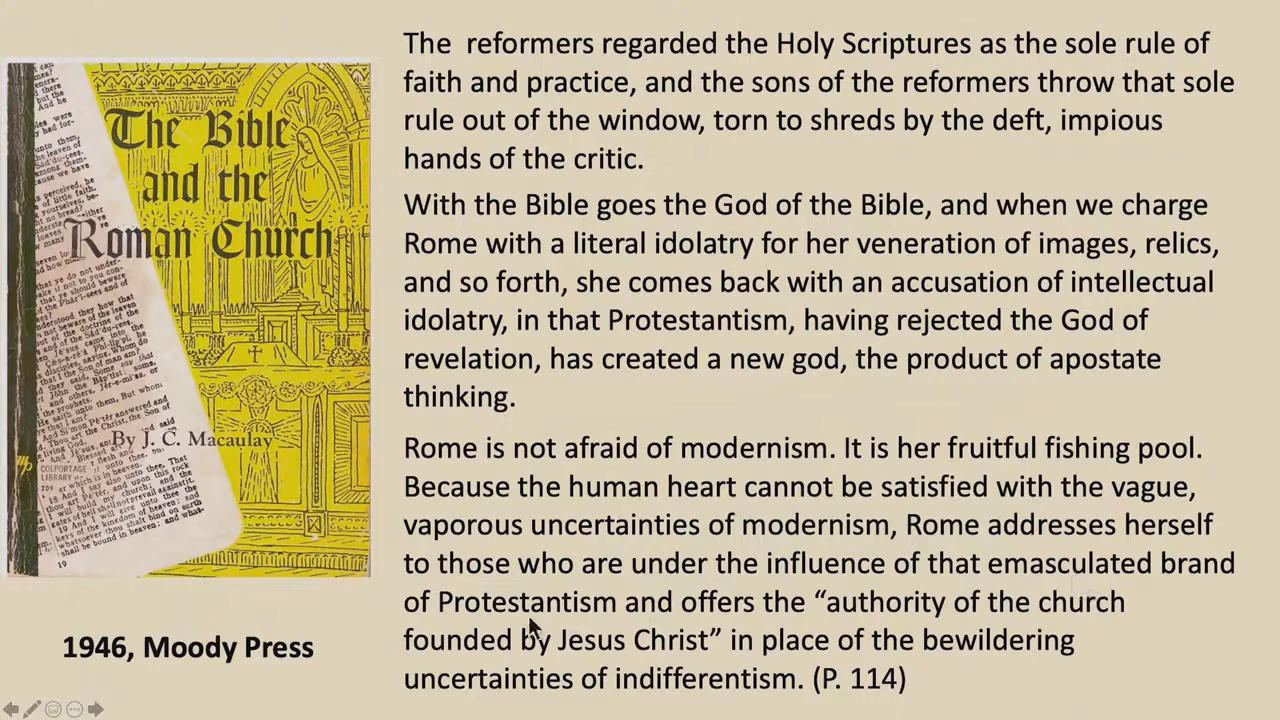 The Bible
and the
Roman Church
By J. C. Macaulay
COLPORTAGE
LIBRARY
19
1946, Moody Press
The  reformers regarded the Holy Scriptures as the sole rule of
faith and practice, and the sons of the reformers throw that sole
rule out of the window, torn to shreds by the deft, impious
hands of the critic.
With the Bible goes the God of the Bible, and when we charge
Rome with a literal idolatry for her veneration of images, relics,
and so forth, she comes back with an accusation of intellectual
idolatry, in that Protestantism, having rejected the God of
revelation, has created a new god, the product of apostate
thinking.
Rome is not afraid of modernism. It is her fruitful fishing pool.
Because the human heart cannot be satisfied with the vague,
vaporous uncertainties of modernism, Rome addresses herself
to those who are under the influence of that emasculated brand
of Protestantism and offers the “authority of the church
founded by Jesus Christ” in place of the bewildering
uncertainties of indifferentism. (P. 114)